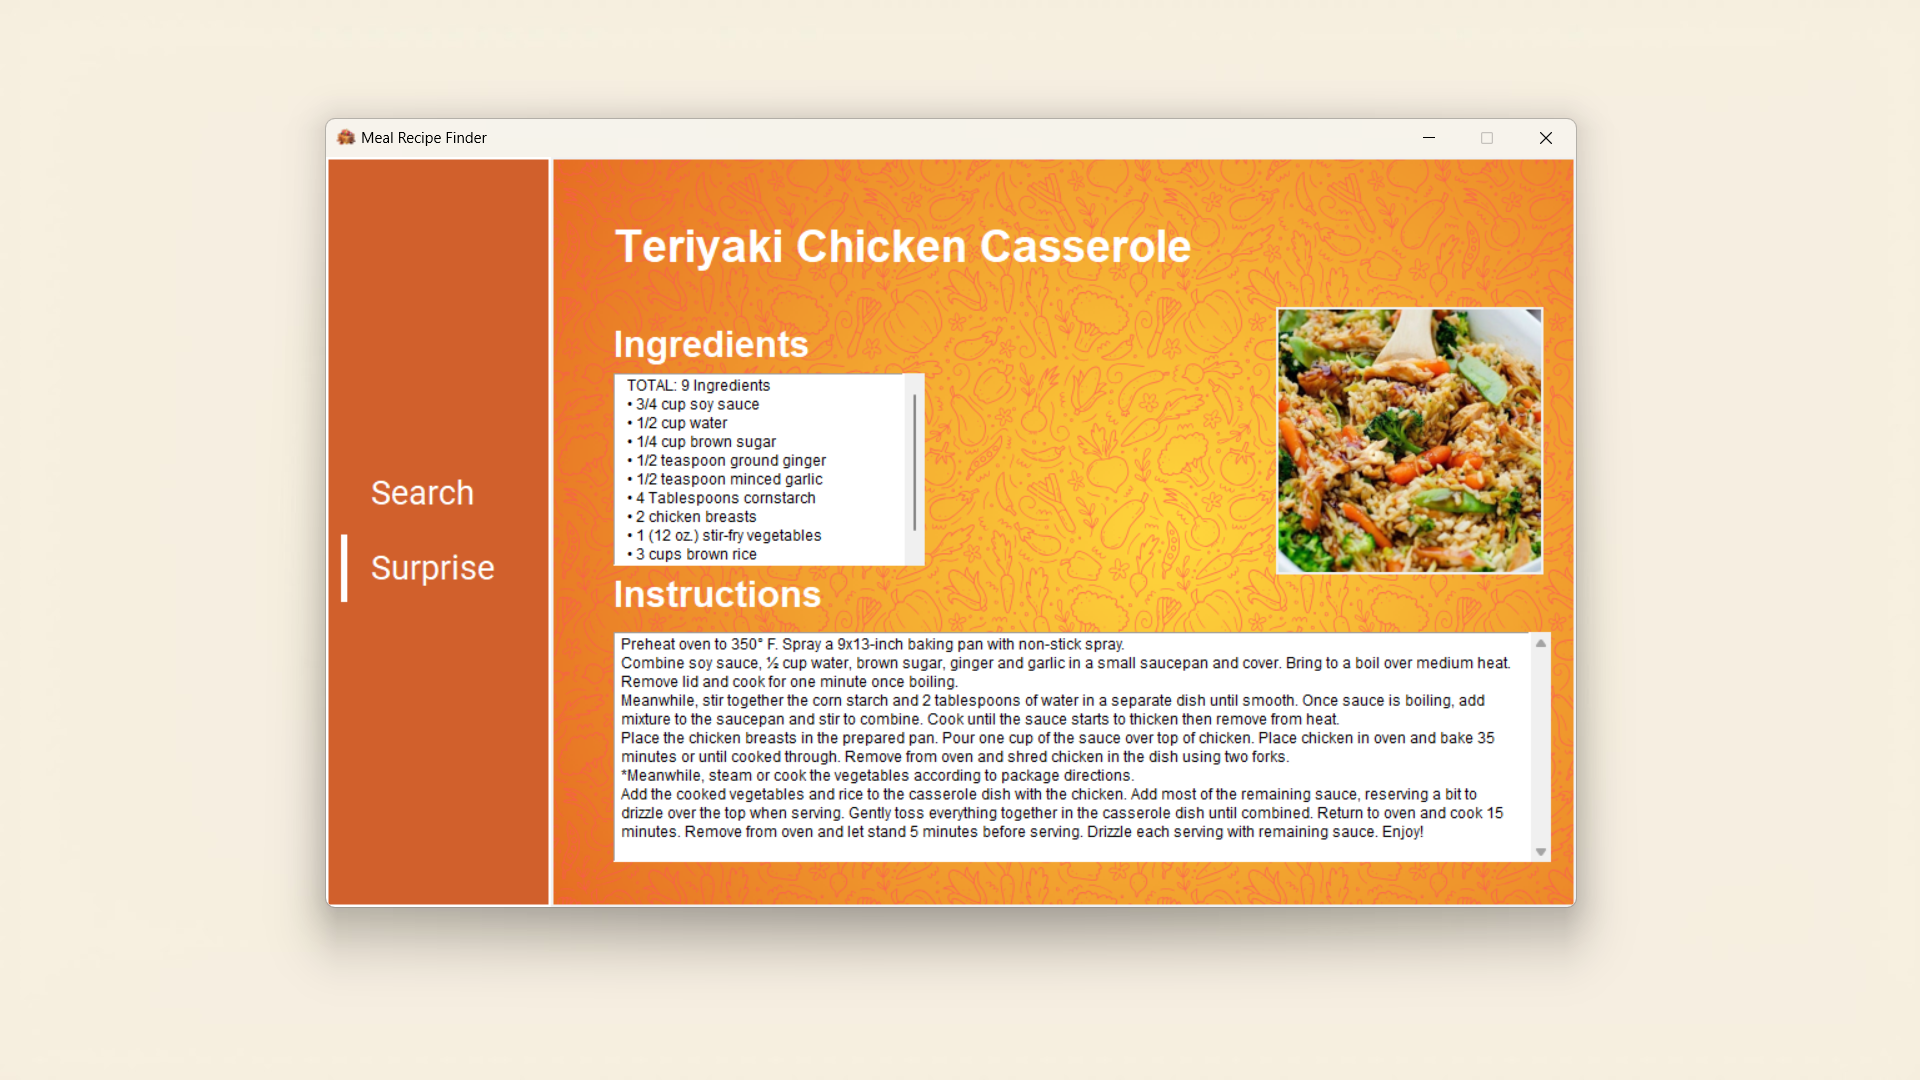 Meal Recipe Finder
Search
Surprise
Teriyaki Chicken Casserole
Ingredients
TOTAL: 9 Ingredients
• 3/4 cup soy sauce
• 1/2 cup water
• 1/4 cup brown sugar
• 1/2 teaspoon ground ginger
• 1/2 teaspoon minced garlic
• 4 Tablespoons cornstarch
• 2 chicken breasts
• 1 (12 oz.) stir-fry vegetables
• 3 cups brown rice
Instructions
Preheat oven to 350° F. Spray a 9x13-inch baking pan with non-stick spray.
Combine soy sauce, ½ cup water, brown sugar, ginger and garlic in a small saucepan and cover. Bring to a boil over medium heat.
Remove lid and cook for one minute once boiling.
Meanwhile, stir together the corn starch and 2 tablespoons of water in a separate dish until smooth. Once sauce is boiling, add
mixture to the saucepan and stir to combine. Cook until the sauce starts to thicken then remove from heat.
Place the chicken breasts in the prepared pan. Pour one cup of the sauce over top of chicken. Place chicken in oven and bake 35
minutes or until cooked through. Remove from oven and shred chicken in the dish using two forks.
*Meanwhile, steam or cook the vegetables according to package directions.
Add the cooked vegetables and rice to the casserole dish with the chicken. Add most of the remaining sauce, reserving a bit to
drizzle over the top when serving. Gently toss everything together in the casserole dish until combined. Return to oven and cook 15
minutes. Remove from oven and let stand 5 minutes before serving. Drizzle each serving with remaining sauce. Enjoy!